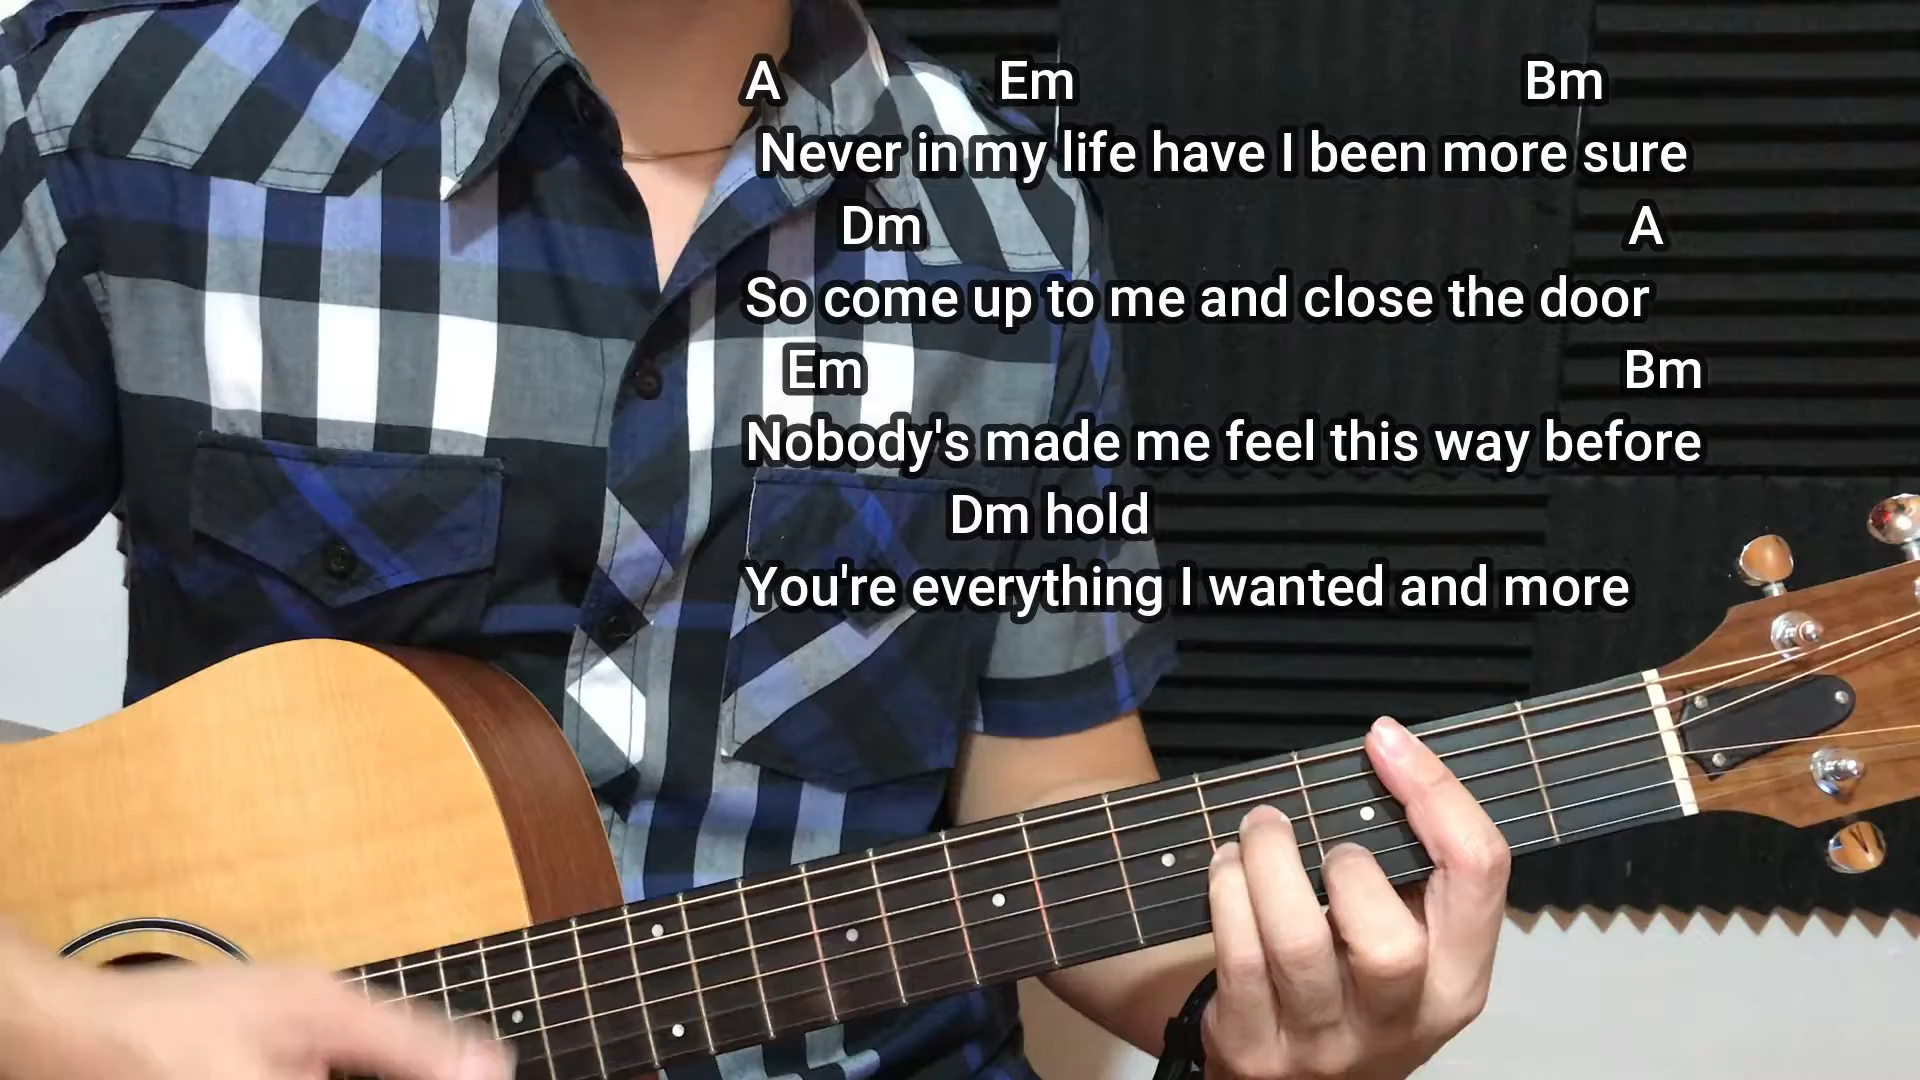 A Em Bm
Never in my life have I been more sure
Dm A
So come up to me and close the door
Em Bm
Nobody's made me feel this way before
Dm hold
You're everything I wanted and more